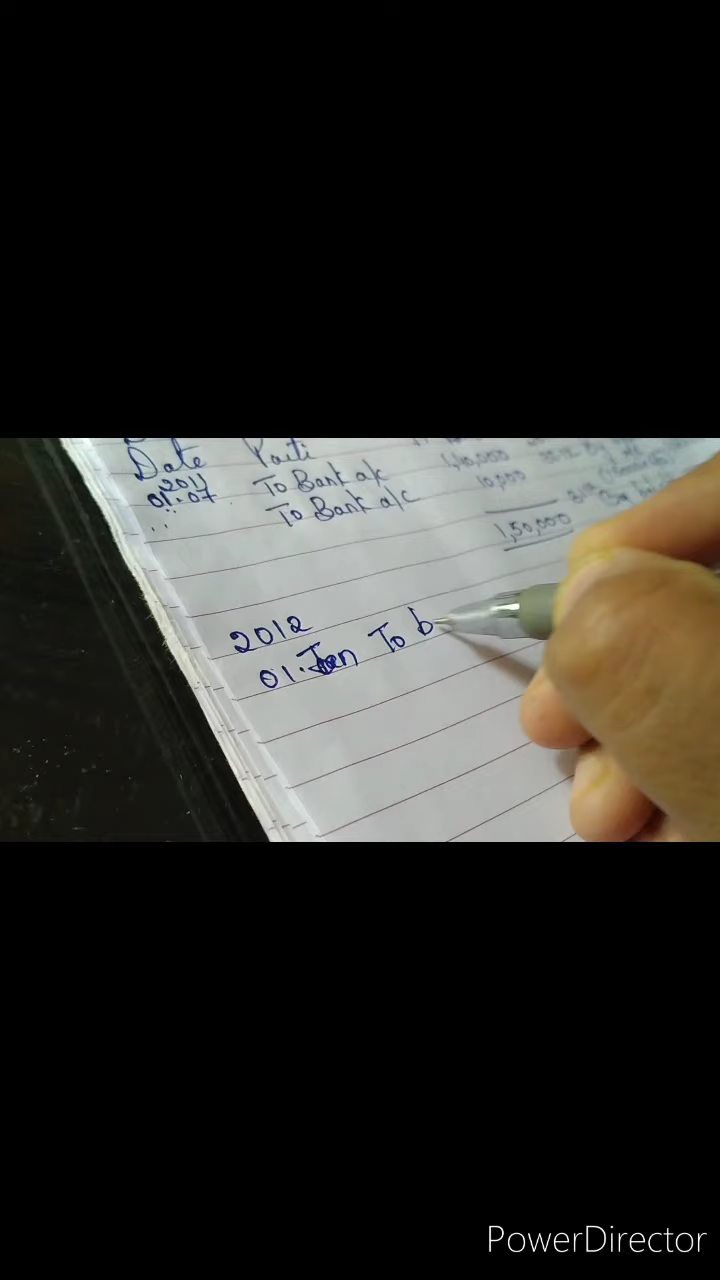 Date Parti
2011
01.07 To Bank a/c 1,40,000
.. To Bank a/c 10,000
1,50,000
2012
01.Jan To b
PowerDirector